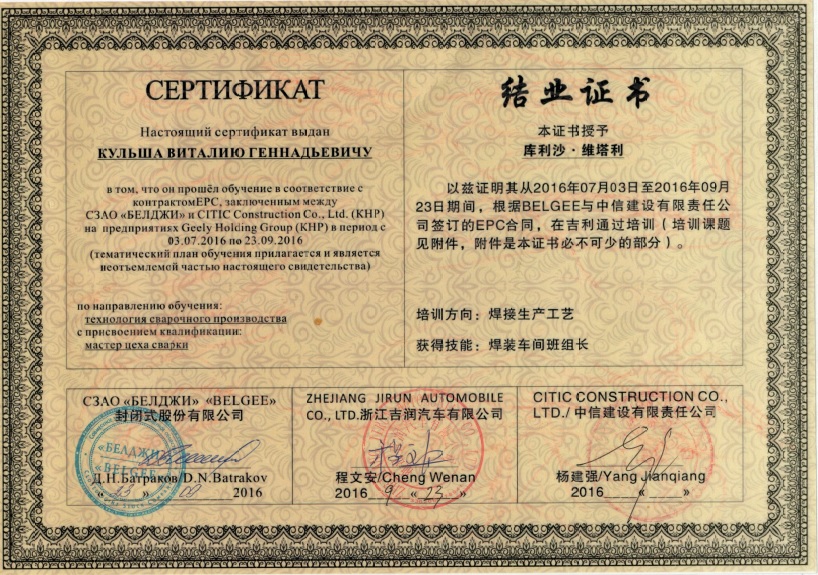 СЕРТИФИКАТ
Настоящий сертификат выдан
КУЛЬША ВИТАЛИЮ ГЕННАДЬЕВИЧУ
в том, что он прошёл обучение в соответствие с
контрактомEPC, заключенным между
СЗАО «БЕЛДЖИ» и CITIC Construction Co., Ltd. (КНР)
на предприятиях Geely Holding Group (КНР) в период с
03.07.2016 по 23.09.2016
(тематический план обучения прилагается и является
неотъемлемой частью настоящего свидетельства)
по направлению обучения:
технология сварочного производства
с присвоением квалификации:
мастер цеха сварки
结业证书
本证书授予
库利沙·维塔利
以兹证明其从2016年07月03日至2016年09月
23日期间，根据BELGEE与中信建设有限责任公
司签订的EPC合同，在吉利通过培训（培训课题
见附件，附件是本证书必不可少的部分）。
培训方向：焊接生产工艺
获得技能：焊装车间班组长
СЗАО «БЕЛДЖИ» «BELGEE»
封闭式股份有限公司
«БЕЛДЖИ»
«BELGEE»
Д.Н.Батраков/D.N.Batrakov
« 23 » 2016
ZHEJIANG JIRUN AUTOMOBILE
CO., LTD.浙江吉润汽车有限公司
程文安/Cheng Wenan
2016 9 « 23 »
CITIC CONSTRUCTION CO.,
LTD./ 中信建设有限责任公司
杨建强/Yang Jianqiang
2016 « »